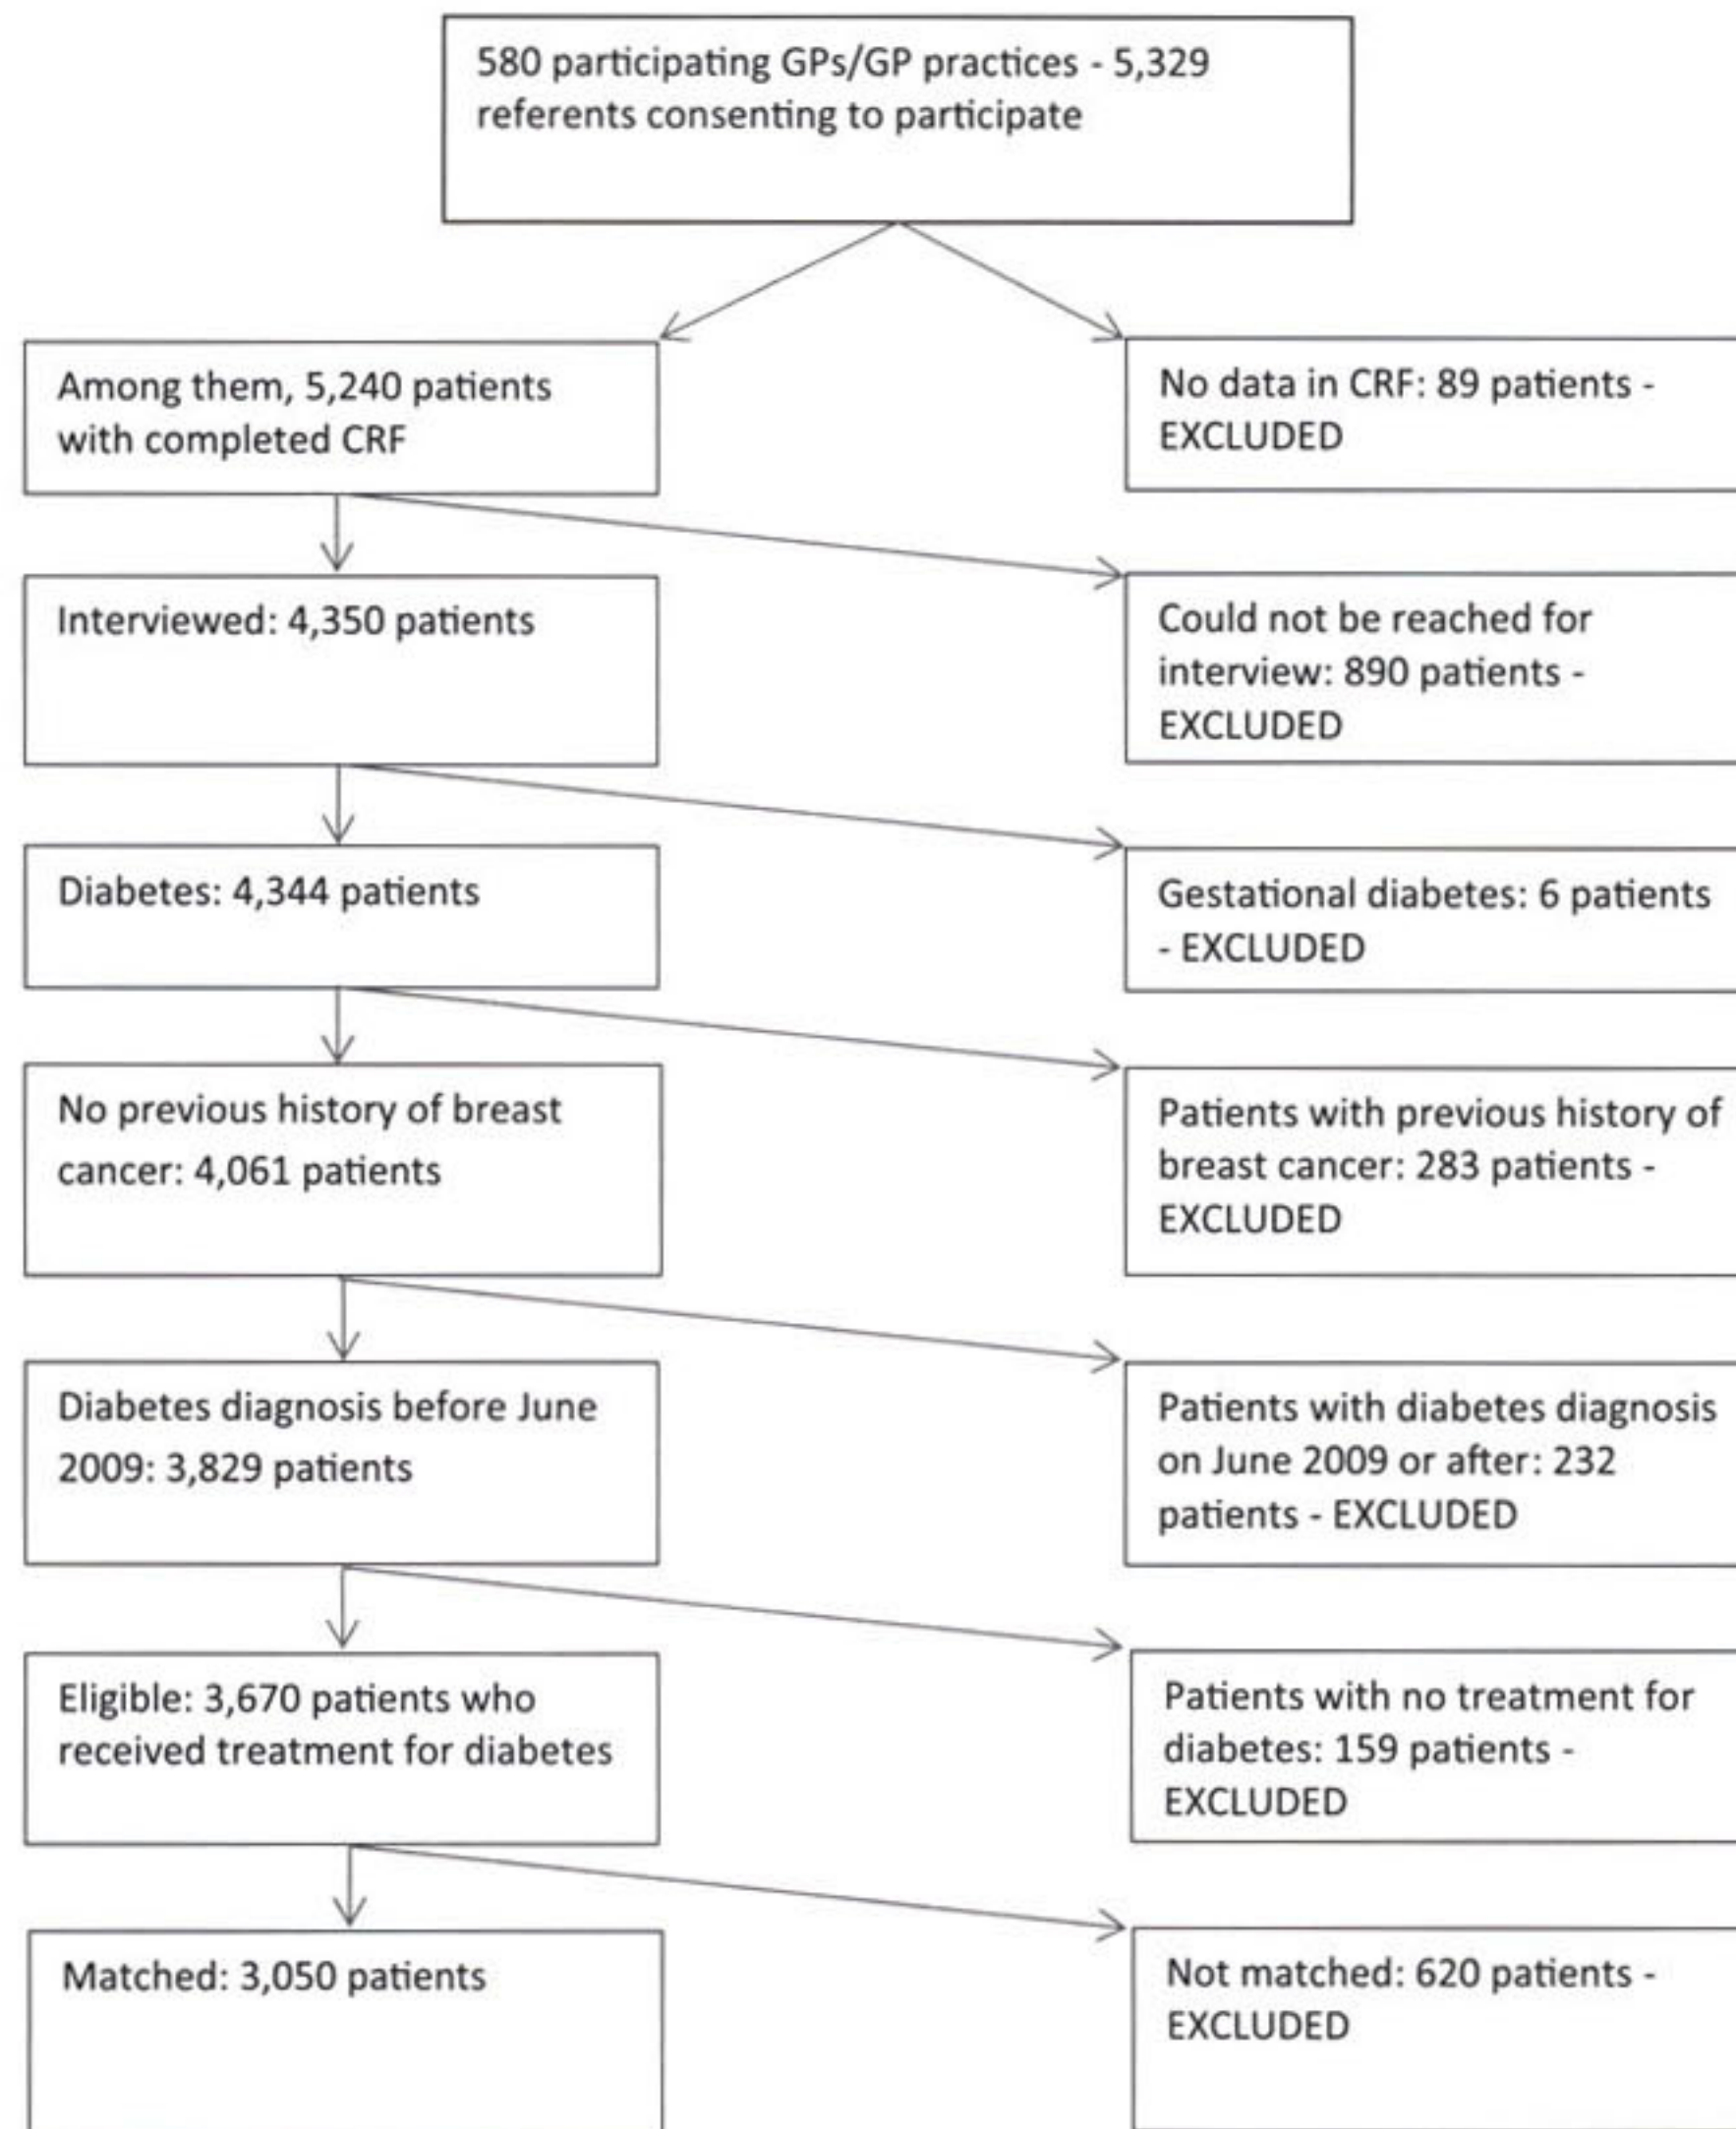 580 participating GPs/GP practices - 5,329
referents consenting to participate
Among them, 5,240 patients
with completed CRF
No data in CRF: 89 patients -
EXCLUDED
Interviewed: 4,350 patients
Could not be reached for
interview: 890 patients -
EXCLUDED
Diabetes: 4,344 patients
Gestational diabetes: 6 patients
- EXCLUDED
No previous history of breast
cancer: 4,061 patients
Patients with previous history of
breast cancer: 283 patients -
EXCLUDED
Diabetes diagnosis before June
2009: 3,829 patients
Patients with diabetes diagnosis
on June 2009 or after: 232
patients - EXCLUDED
Eligible: 3,670 patients who
received treatment for diabetes
Patients with no treatment for
diabetes: 159 patients -
EXCLUDED
Matched: 3,050 patients
Not matched: 620 patients -
EXCLUDED